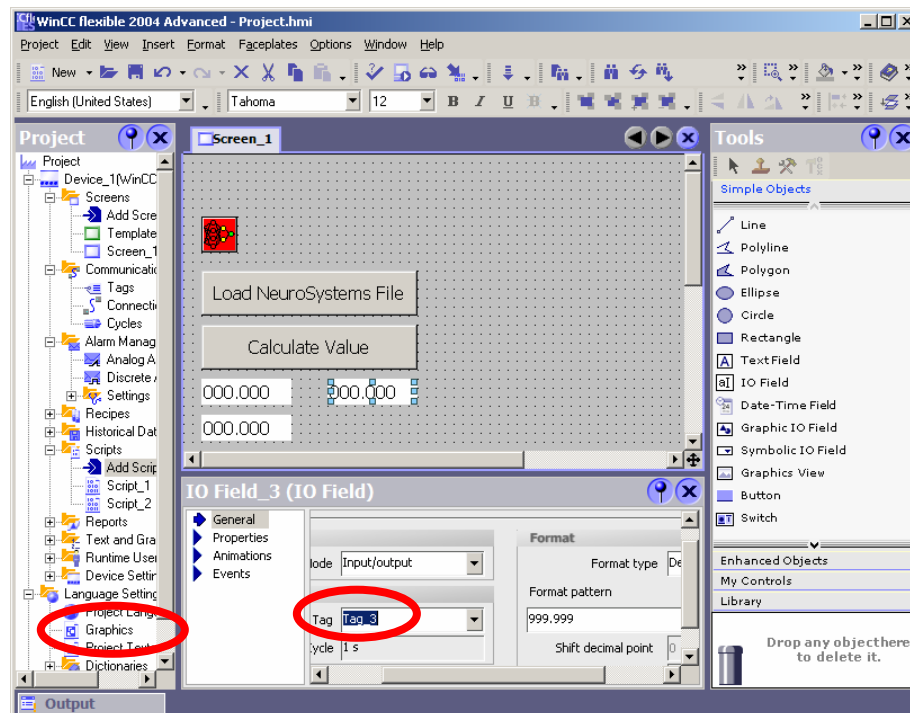 WinCC flexible 2004 Advanced - Project.hmi
Project Edit View Insert Format Faceplates Options Window Help
New
English (United States) Tahoma 12 B I U B
Project
Screen_1
Tools
Project
Device_1(WinCC
Screens
Add Scre
Template
Screen_1
Communicatic
Tags
Connecti
Cycles
Alarm Manag
Analog A
Discrete
Settings
Recipes
Historical Dat
Scripts
Add Scrip
Script_1
Script_2
Reports
Text and Gra
Runtime User
Device Settin
Language Setting
Project Lang
Graphics
Project Text
Dictionaries
Load NeuroSystems File
Calculate Value
000.000 000.000
000.000
IO Field_3 (IO Field)
General
Properties
Animations
Events
Mode Input/output
Tag Tag_3
Cycle 1 s
Format
Format type De
Format pattern
999.999
Shift decimal point 0
Simple Objects
Line
Polyline
Polygon
Ellipse
Circle
Rectangle
TextField
IO Field
Date-Time Field
Graphic IO Field
Symbolic IO Field
Graphics View
Button
Switch
Enhanced Objects
My Controls
Library
Drop any objecthere
to delete it.
Output